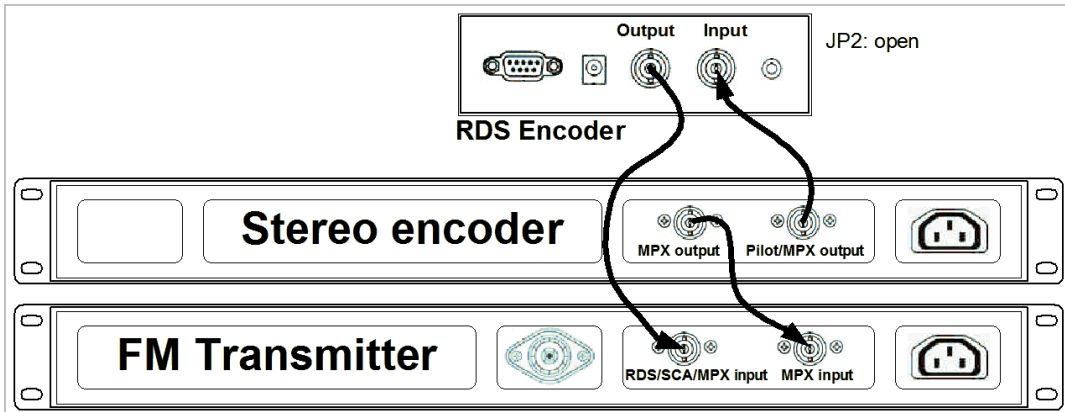 Output
Input
JP2: open
RDS Encoder
Stereo encoder
MPX output
Pilot/MPX output
FM Transmitter
RDS/SCA/MPX input
MPX input